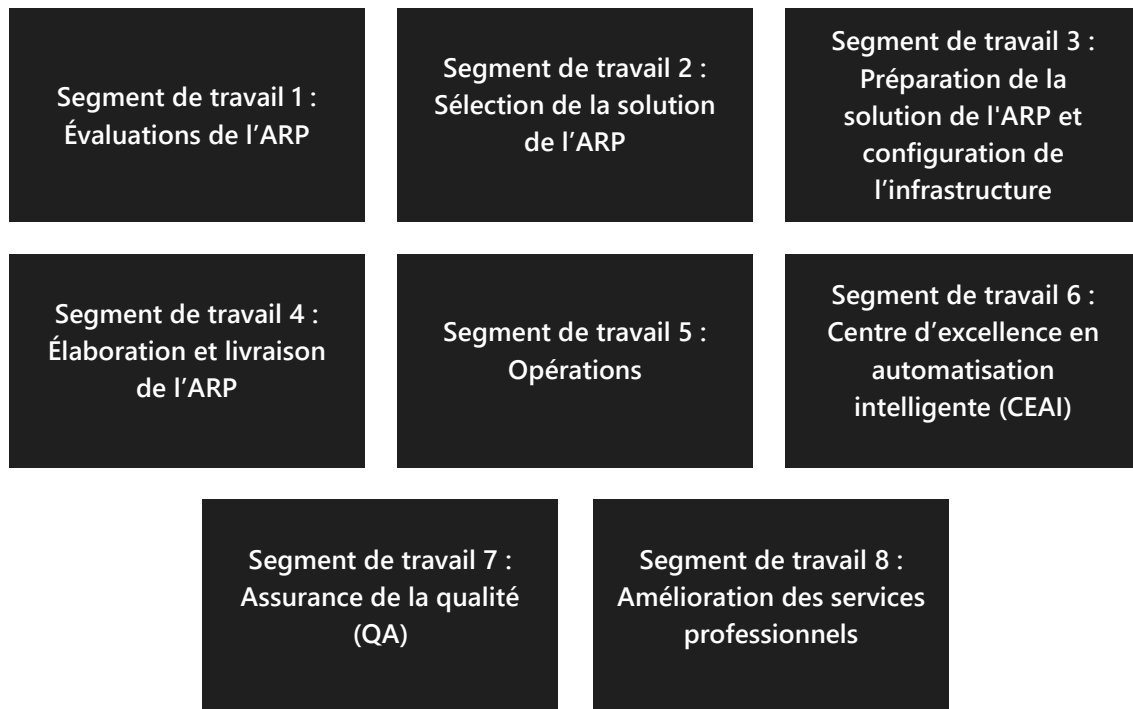 Segment de travail 1 :
Évaluations de l’ARP
Segment de travail 2 :
Sélection de la solution
de l’ARP
Segment de travail 3 :
Préparation de la
solution de l'ARP et
configuration de
l’infrastructure
Segment de travail 4 :
Élaboration et livraison
de l’ARP
Segment de travail 5 :
Opérations
Segment de travail 6 :
Centre d’excellence en
automatisation
intelligente (CEAI)
Segment de travail 7 :
Assurance de la qualité
(QA)
Segment de travail 8 :
Amélioration des services
professionnels